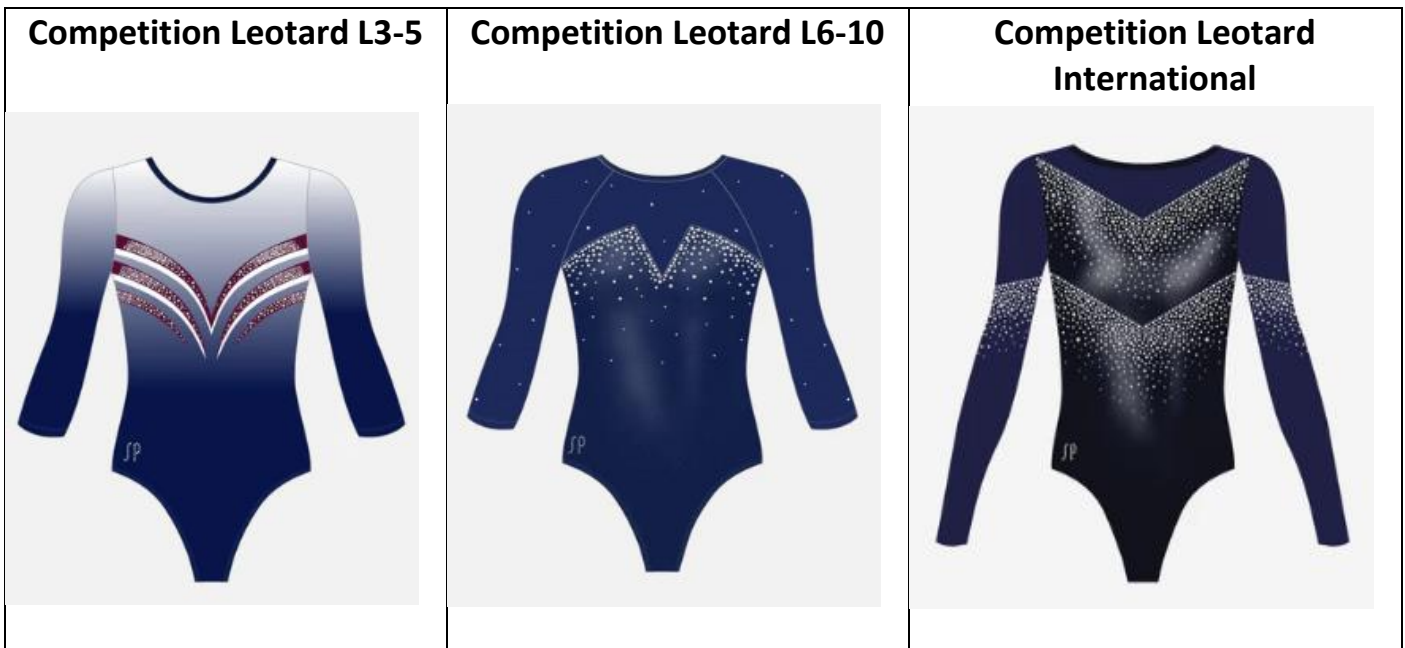 Competition Leotard L3-5
Competition Leotard L6-10
Competition Leotard
International
SP
SP
SP